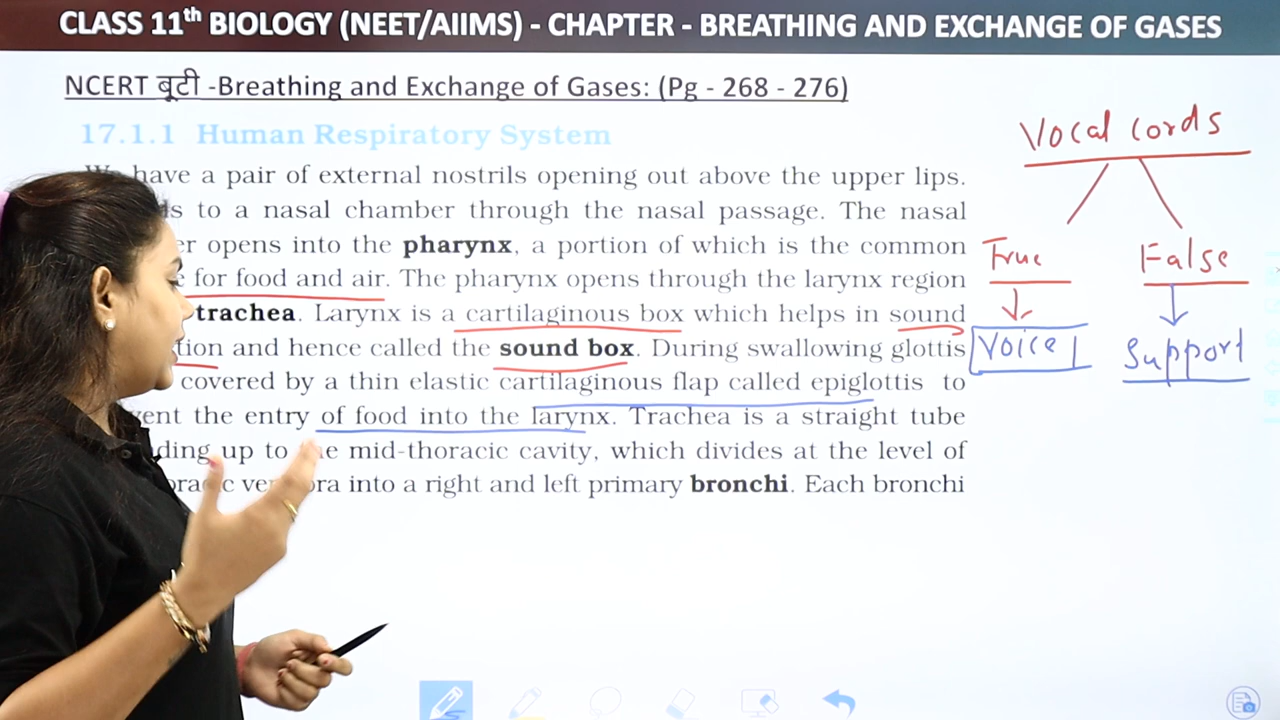 CLASS 11th BIOLOGY (NEET/AIIMS) - CHAPTER - BREATHING AND EXCHANGE OF GASES
NCERT बूटी -Breathing and Exchange of Gases: (Pg - 268 - 276)
17.1.1 Human Respiratory System
have a pair of external nostrils opening out above the upper lips.
to a nasal chamber through the nasal passage. The nasal
opens into the pharynx, a portion of which is the common
for food and air. The pharynx opens through the larynx region
trachea. Larynx is a cartilaginous box which helps in sound
and hence called the sound box. During swallowing glottis
covered by a thin elastic cartilaginous flap called epiglottis to
the entry of food into the larynx. Trachea is a straight tube
up to mid-thoracic cavity, which divides at the level of
into a right and left primary bronchi. Each bronchi
Vocal cords
True False
Voice Support